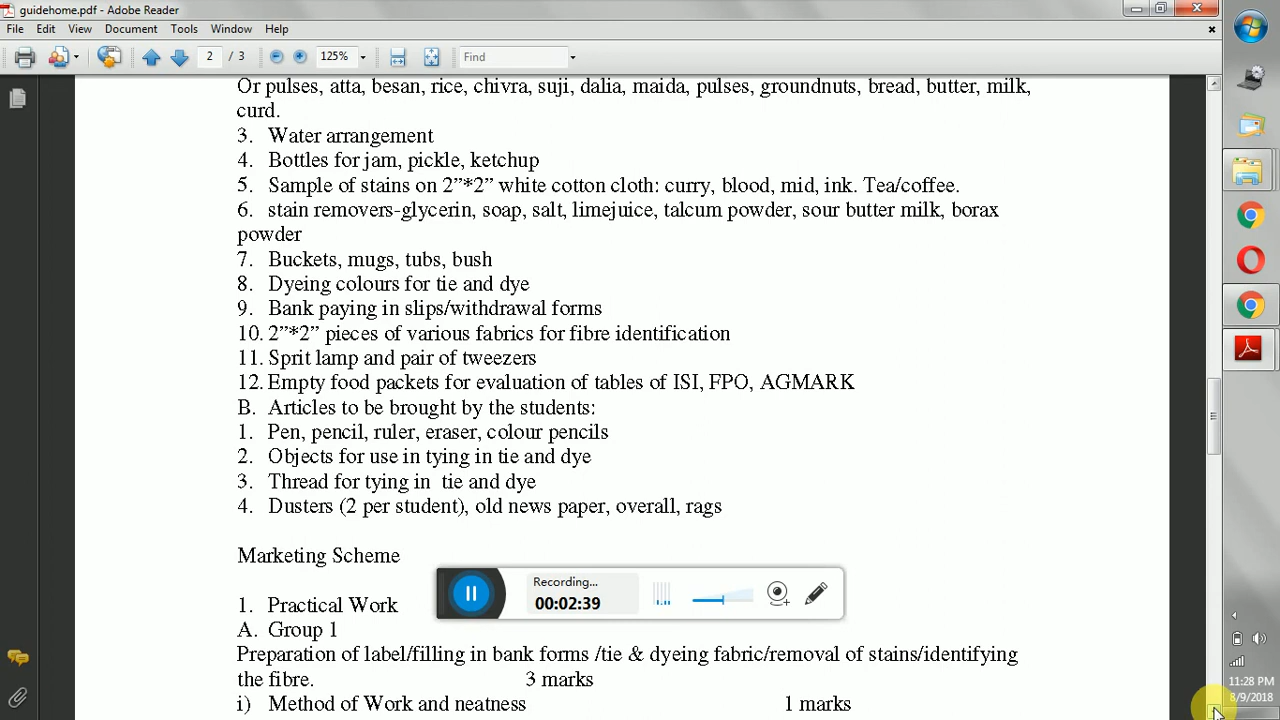 guidehome.pdf - Adobe Reader
File Edit View Document Tools Window Help
2 / 3 125% Find
Or pulses, atta, besan, rice, chivra, suji, dalia, maida, pulses, groundnuts, bread, butter, milk,
curd.
3. Water arrangement
4. Bottles for jam, pickle, ketchup
5. Sample of stains on 2”*2” white cotton cloth: curry, blood, mid, ink. Tea/coffee.
6. stain removers-glycerin, soap, salt, limejuice, talcum powder, sour butter milk, borax
powder
7. Buckets, mugs, tubs, bush
8. Dyeing colours for tie and dye
9. Bank paying in slips/withdrawal forms
10. 2”*2” pieces of various fabrics for fibre identification
11. Sprit lamp and pair of tweezers
12. Empty food packets for evaluation of tables of ISI, FPO, AGMARK
B. Articles to be brought by the students:
1. Pen, pencil, ruler, eraser, colour pencils
2. Objects for use in tying in tie and dye
3. Thread for tying in tie and dye
4. Dusters (2 per student), old news paper, overall, rags
Marketing Scheme
1. Practical Work
A. Group 1
Preparation of label/filling in bank forms /tie & dyeing fabric/removal of stains/identifying
the fibre. 3 marks
i) Method of Work and neatness 1 marks
Recording...
00:02:39
11:28 PM
8/9/2018